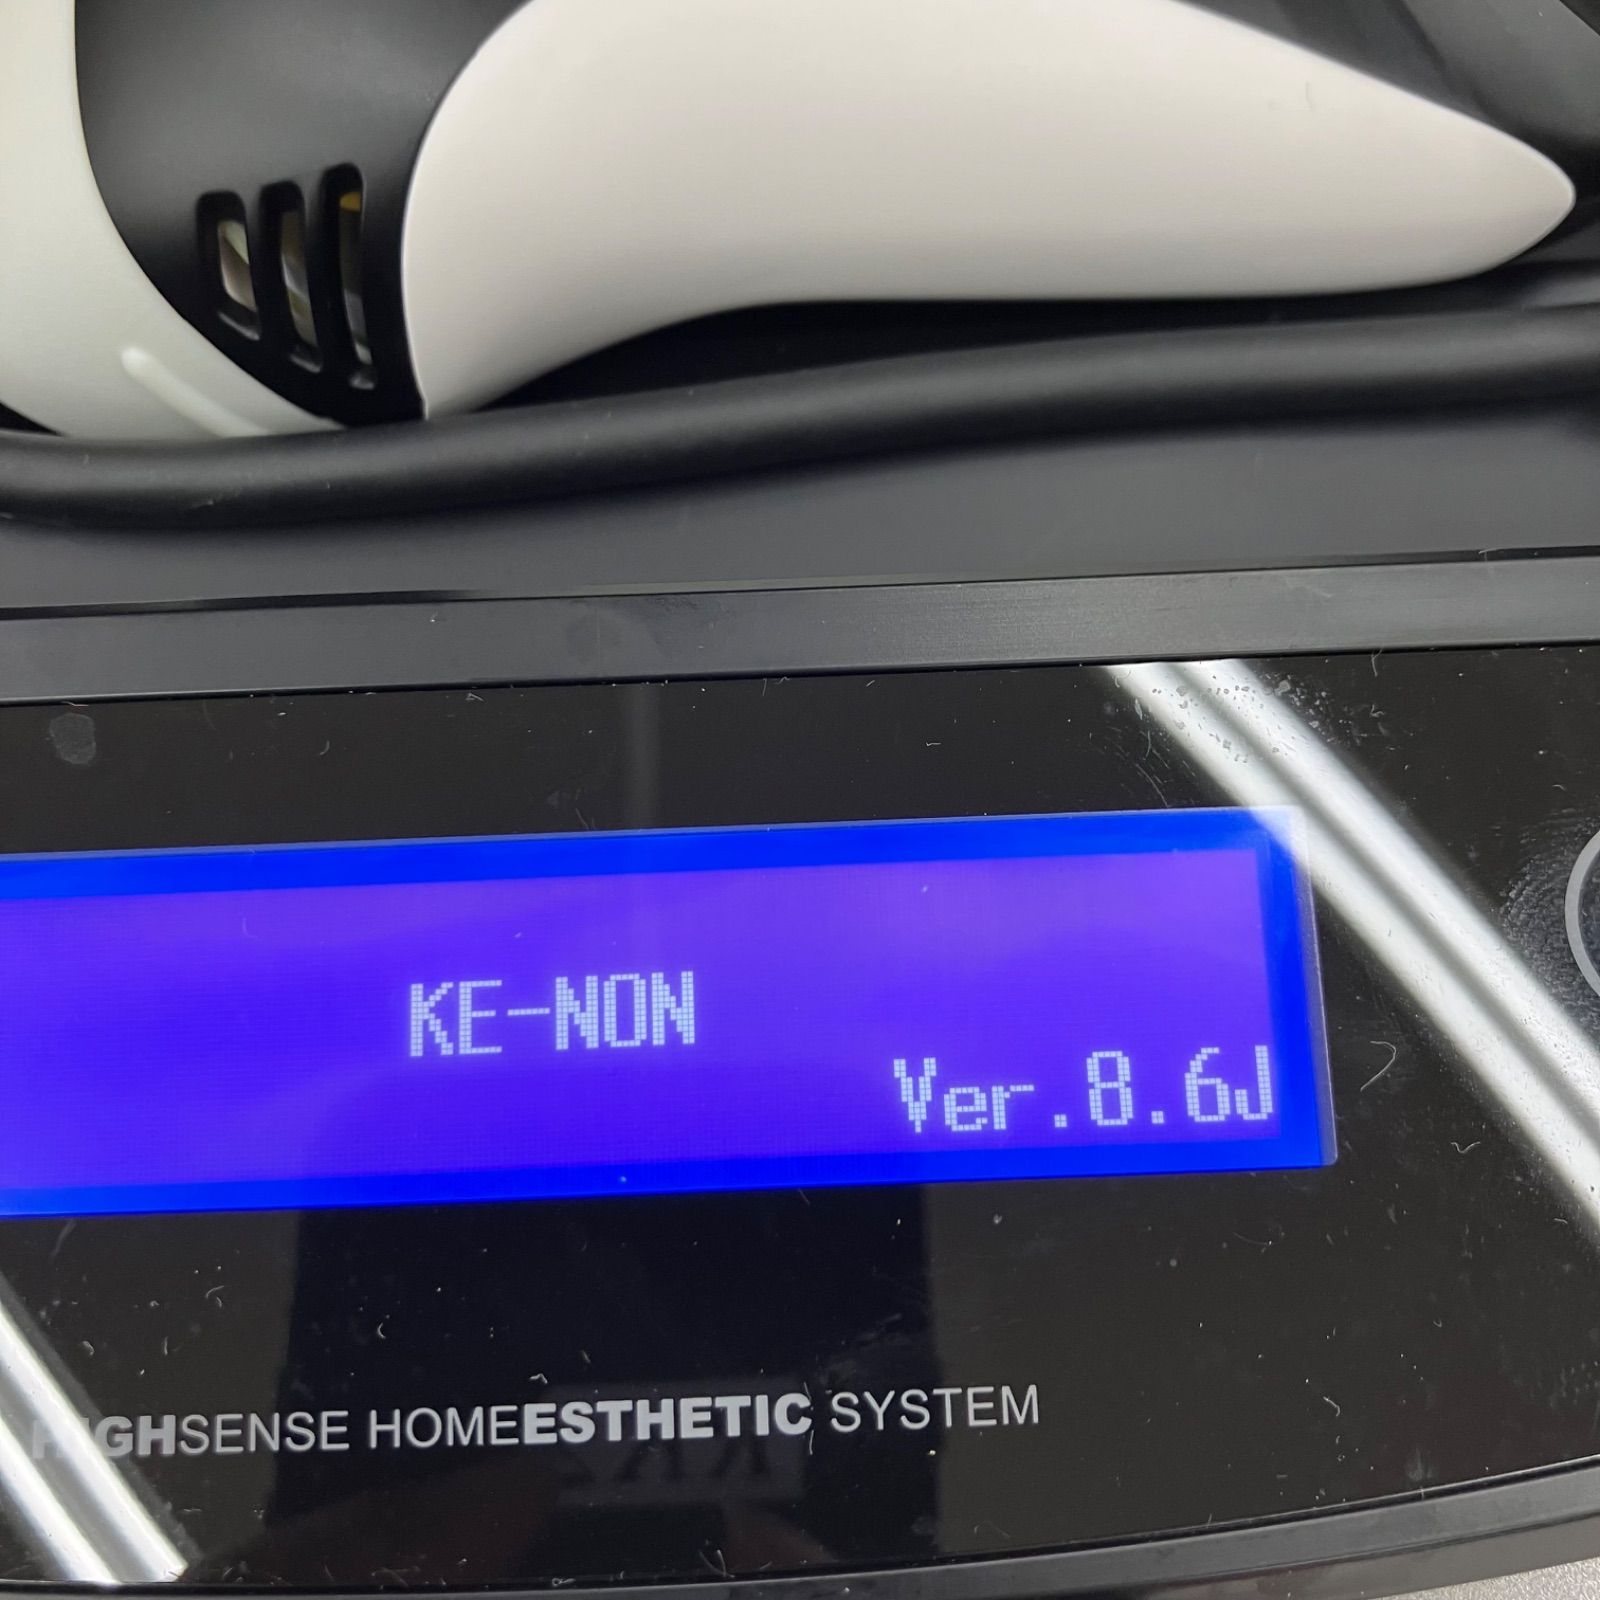 KE-NON
Ver.8.6J
HIGHSENSE HOMEESTHETIC SYSTEM